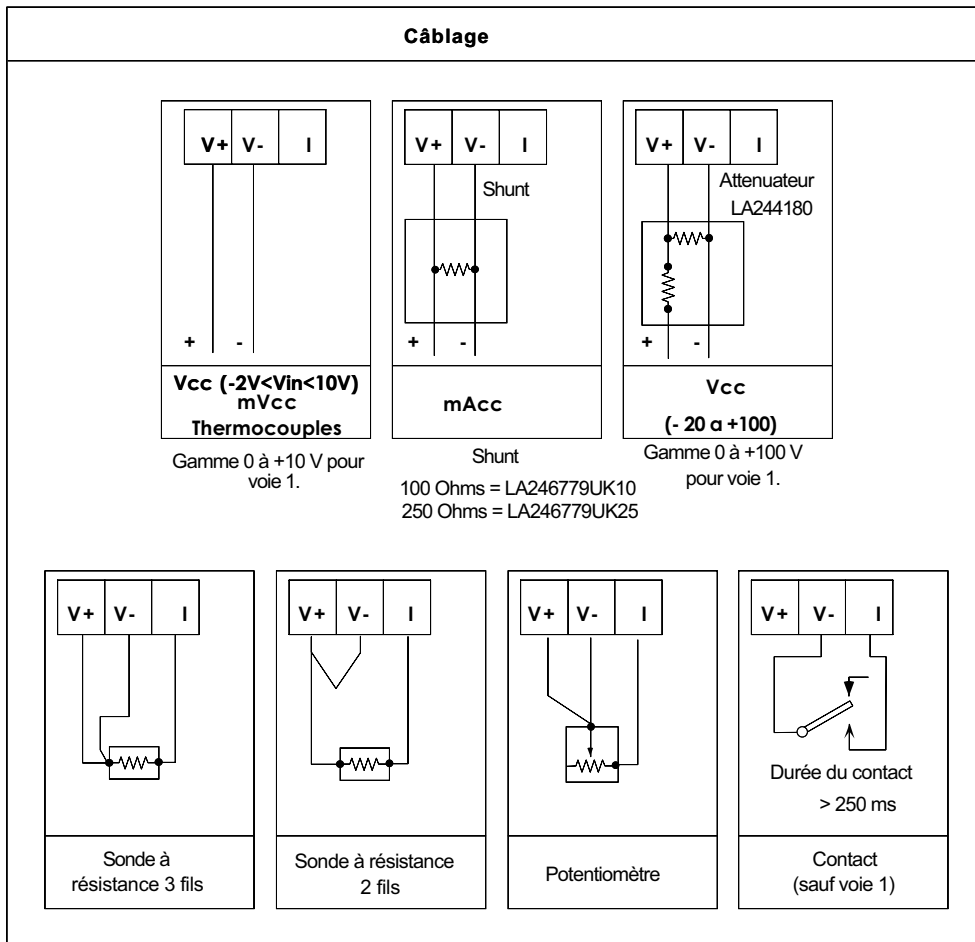 Câblage
V+ V- I
V+ V- I
V+ V- I
Shunt
Attenuateur
LA244180
+ -
+ -
+ -
Vcc (-2V<Vin<10V)
mVcc
Thermocouples
mAcc
Vcc
(- 20 a +100)
Gamme 0 à +10 V pour
voie 1.
Shunt
100 Ohms = LA246779UK10
250 Ohms = LA246779UK25
Gamme 0 à +100 V
pour voie 1.
V+ V- I
V+ V- I
V+ V- I
V+ V- I
Durée du contact
> 250 ms
Sonde à
résistance 3 fils
Sonde à résistance
2 fils
Potentiomètre
Contact
(sauf voie 1)